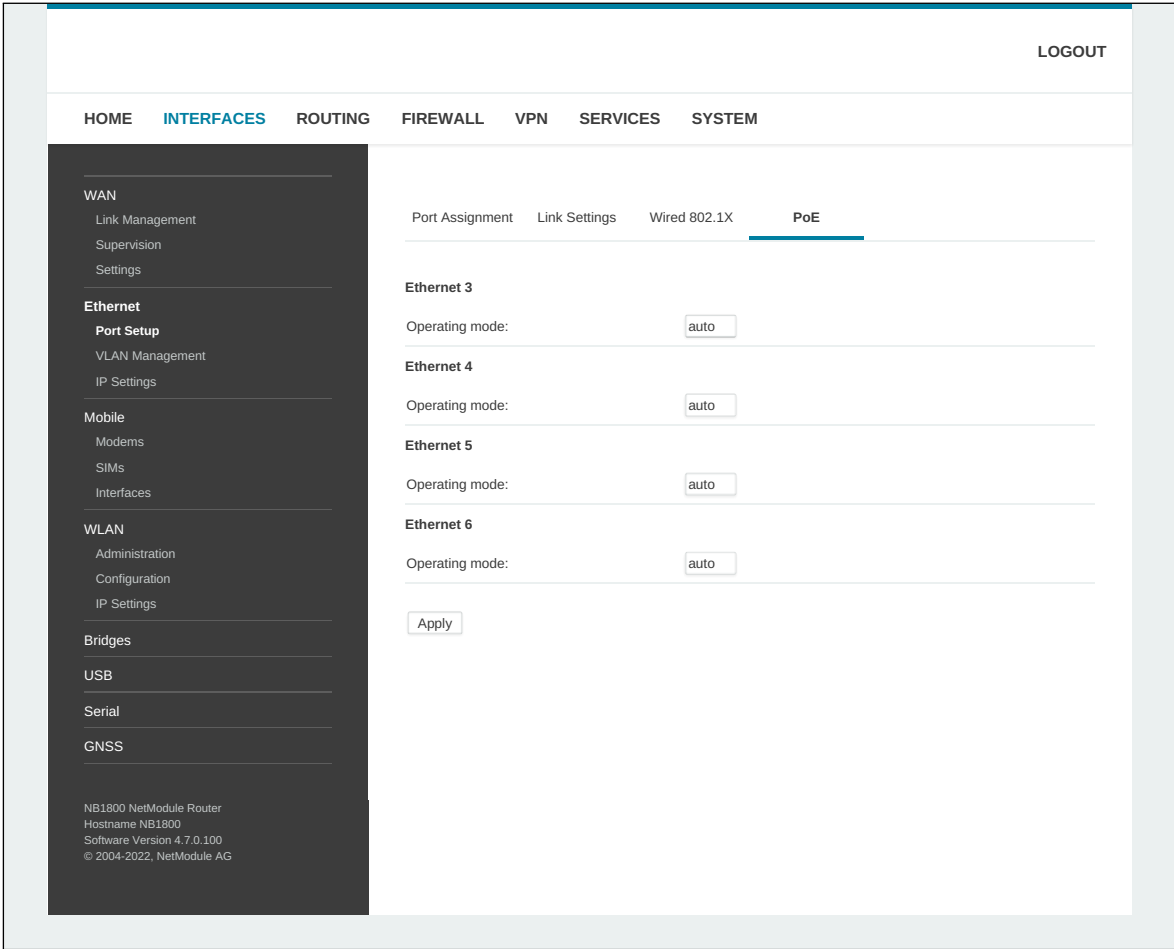 LOGOUT
HOME INTERFACES ROUTING FIREWALL VPN SERVICES SYSTEM
WAN
Link Management
Supervision
Settings
Ethernet
Port Setup
VLAN Management
IP Settings
Mobile
Modems
SIMs
Interfaces
WLAN
Administration
Configuration
IP Settings
Bridges
USB
Serial
GNSS
NB1800 NetModule Router
Hostname NB1800
Software Version 4.7.0.100
© 2004-2022, NetModule AG
Port Assignment Link Settings Wired 802.1X PoE
Ethernet 3
Operating mode: auto
Ethernet 4
Operating mode: auto
Ethernet 5
Operating mode: auto
Ethernet 6
Operating mode: auto
Apply